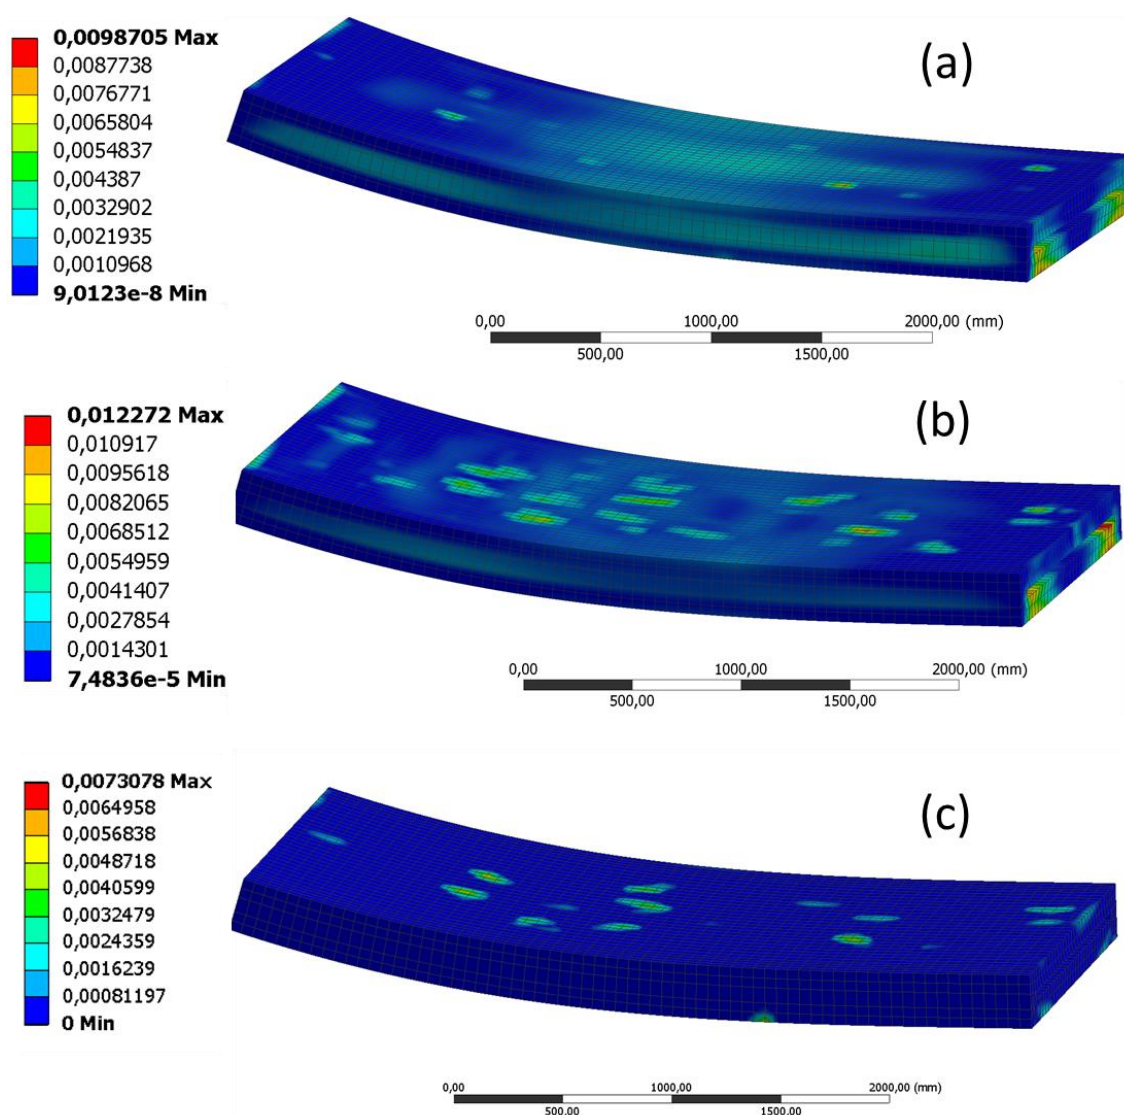 0,0098705 Max
0,0087738
0,0076771
0,0065804
0,0054837
0,004387
0,0032902
0,0021935
0,0010968
9,0123e-8 Min
(a)
0,00 1000,00 2000,00 (mm)
500,00 1500,00
0,012272 Max
0,010917
0,0095618
0,0082065
0,0068512
0,0054959
0,0041407
0,0027854
0,0014301
7,4836e-5 Min
(b)
0,00 1000,00 2000,00 (mm)
500,00 1500,00
0,0073078 Max
0,0064958
0,0056838
0,0048718
0,0040599
0,0032479
0,0024359
0,0016239
0,00081197
0 Min
(c)
0,00 1000,00 2000,00 (mm)
500,00 1500,00